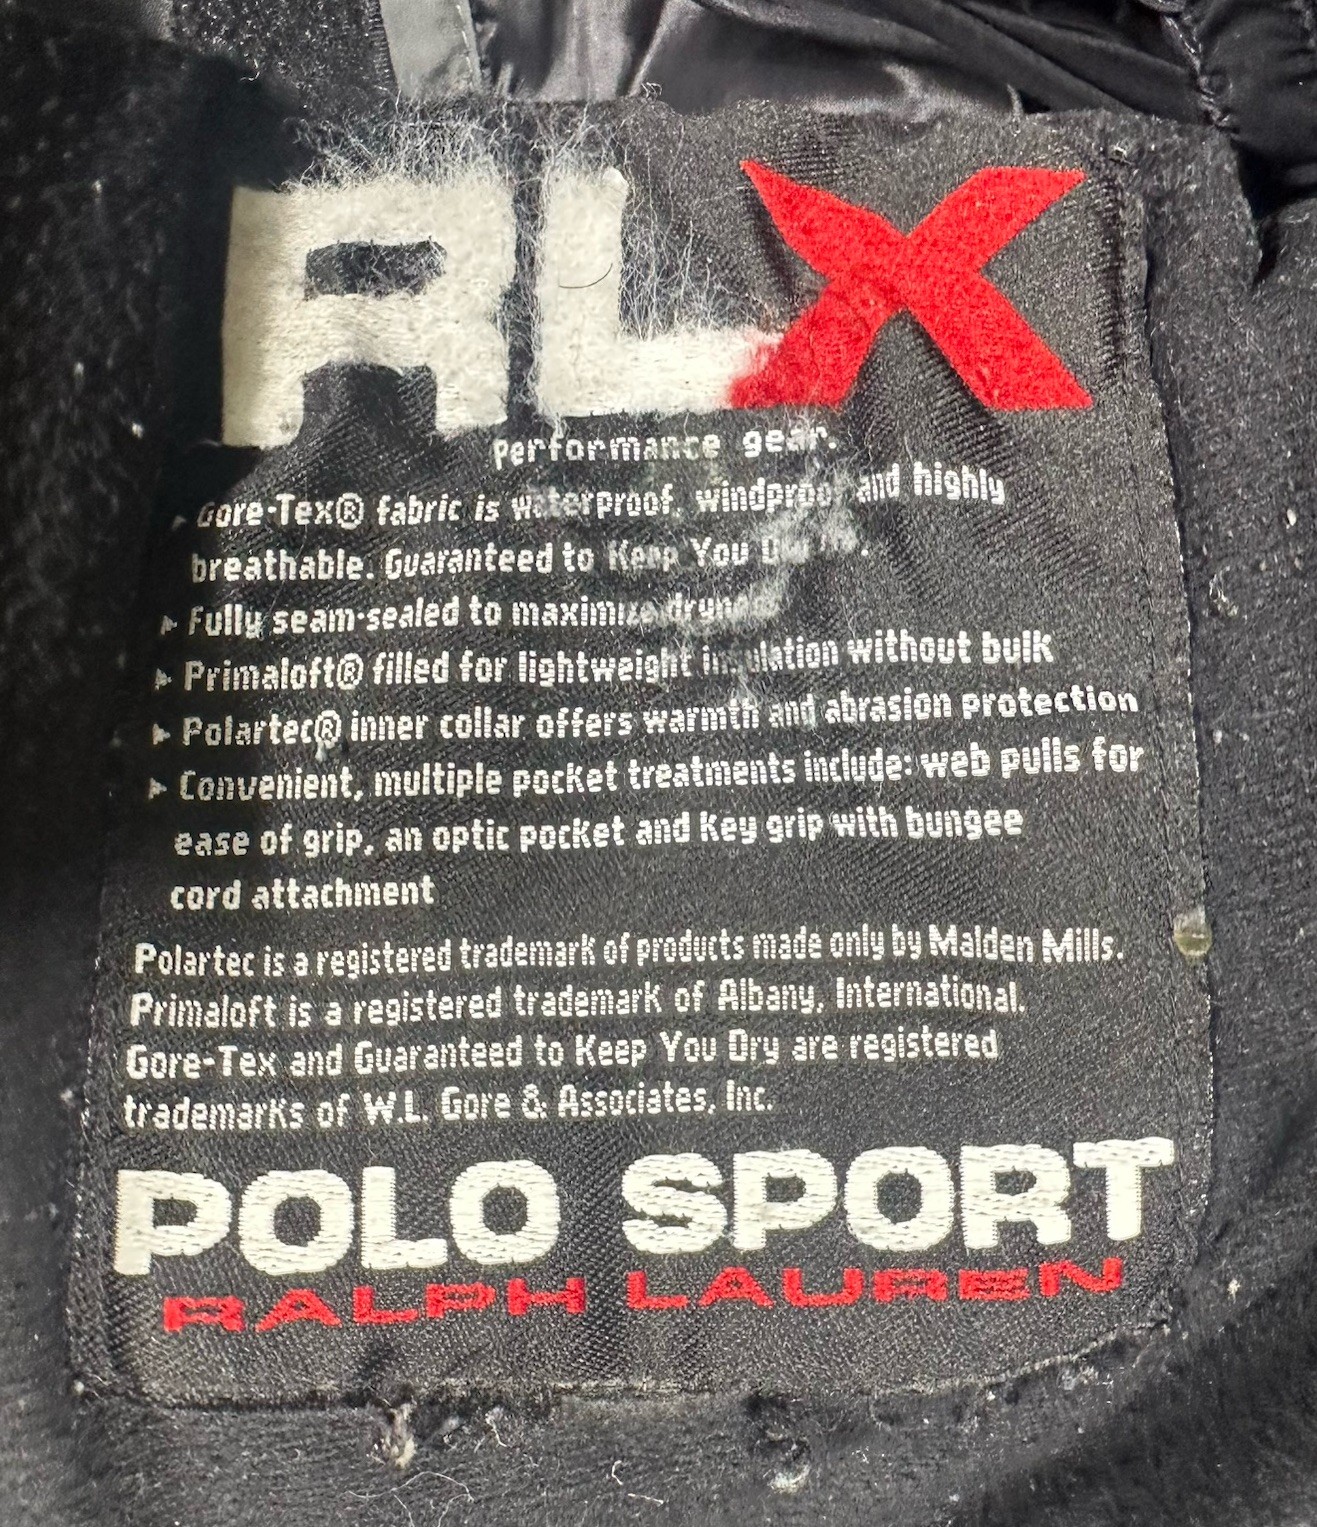 RLX
Performance gear.
Gore-Tex® fabric is waterproof, windproof and highly
breathable. Guaranteed to Keep You Dry
Fully seam-sealed to maximize dryness
Primaloft® filled for lightweight insulation without bulk
Polartec® inner collar offers warmth and abrasion protection
Convenient, multiple pocket treatments include: web pulls for
ease of grip, an optic pocket and key grip with bungee
cord attachment
Polartec is a registered trademark of products made only by Malden Mills.
Primaloft is a registered trademark of Albany, International.
Gore-Tex and Guaranteed to Keep You Dry are registered
trademarks of W.L. Gore & Associates, Inc.
POLO SPORT
RALPH LAUREN